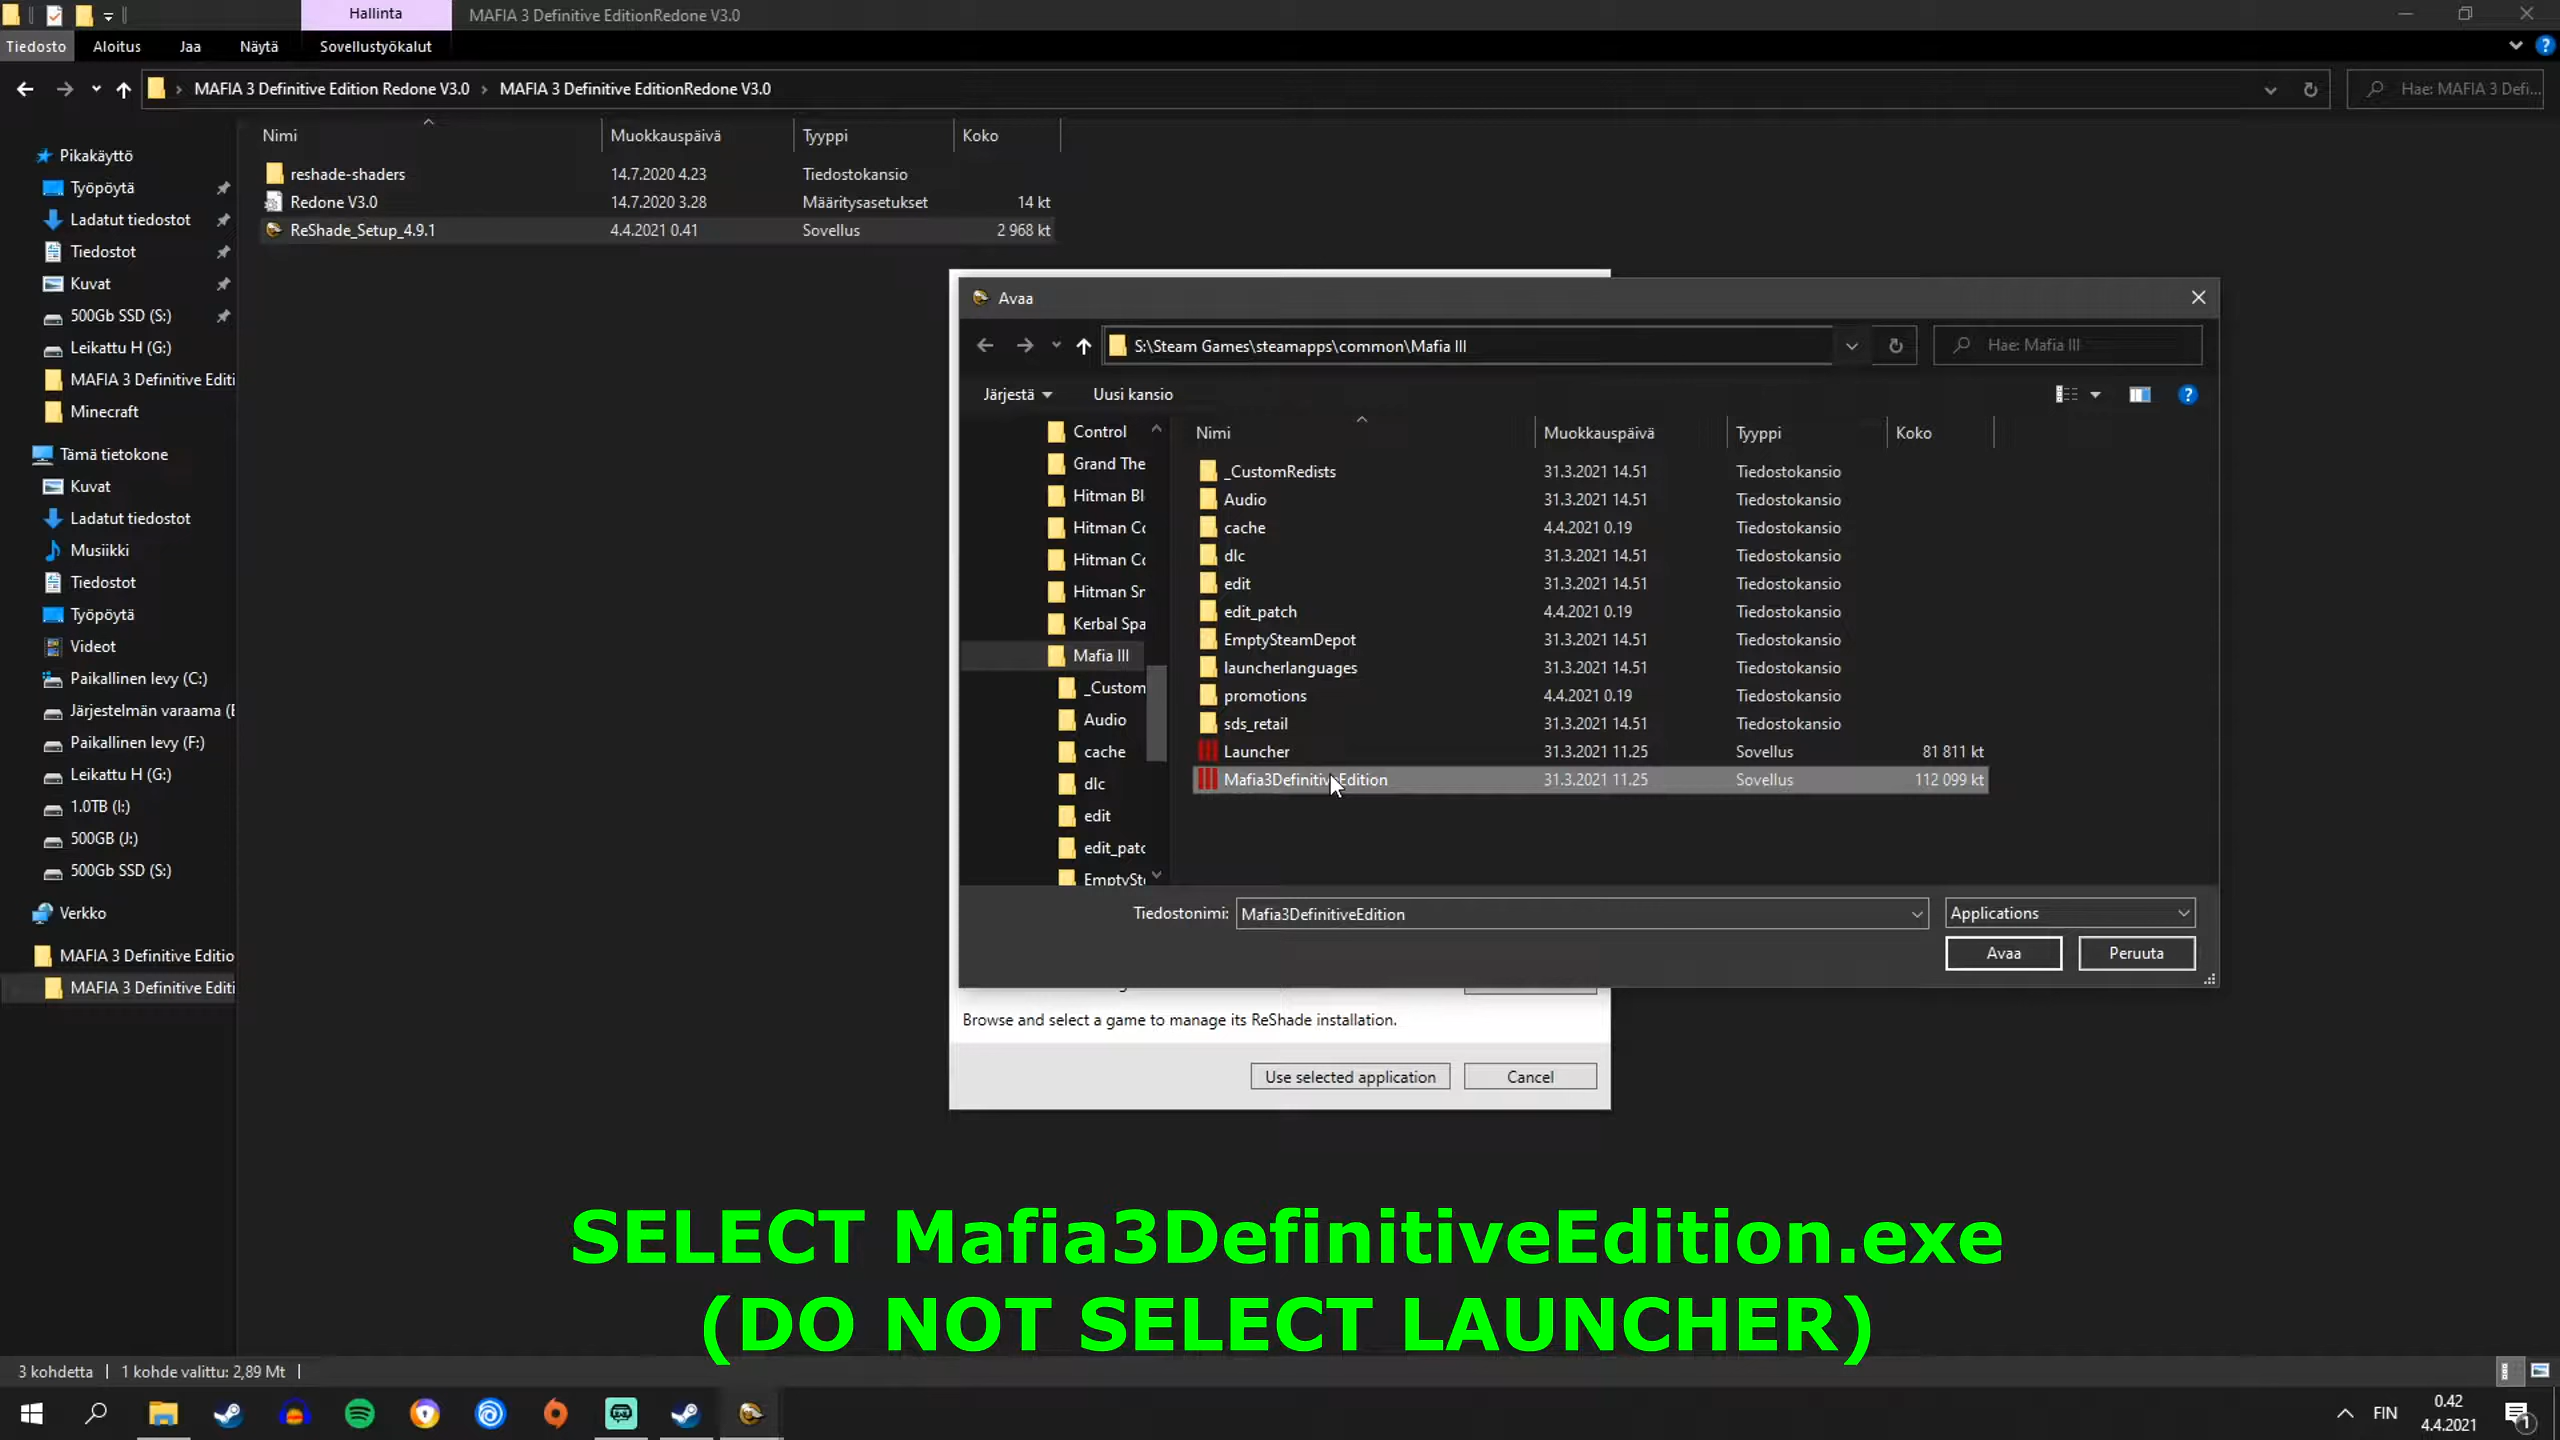 Hallinta
MAFIA 3 Definitive EditionRedone V3.0
Tiedosto
Aloitus
Jaa
Näytä
Sovellustyökalut
MAFIA 3 Definitive Edition Redone V3.0
MAFIA 3 Definitive EditionRedone V3.0
Hae: MAFIA 3 Defi...
Nimi
Muokkauspäivä
Tyyppi
Koko
reshade-shaders 14.7.2020 4.23 Tiedostokansio
Redone V3.0 14.7.2020 3.28 Määritysasetukset 14 kt
ReShade_Setup_4.9.1 4.4.2021 0.41 Sovellus 2 968 kt
Pikakäyttö
Työpöytä
Ladatut tiedostot
Tiedostot
Kuvat
500Gb SSD (S:)
Leikattu H (G:)
MAFIA 3 Definitive Editi
Minecraft
Tämä tietokone
Kuvat
Ladatut tiedostot
Musiikki
Tiedostot
Työpöytä
Videot
Paikallinen levy (C:)
Järjestelmän varaama (E
Paikallinen levy (F:)
Leikattu H (G:)
1.0TB (I:)
500GB (J:)
500Gb SSD (S:)
Verkko
MAFIA 3 Definitive Editio
MAFIA 3 Definitive Editi
Avaa
S:\Steam Games\steamapps\common\Mafia III
Hae: Mafia III
Järjestä
Uusi kansio
Control
Grand The
Hitman Bl
Hitman Co
Hitman Co
Hitman Sn
Kerbal Spa
Mafia III
_Custom
Audio
cache
dlc
edit
edit_patc
EmptySte
Nimi
Muokkauspäivä
Tyyppi
Koko
_CustomRedists 31.3.2021 14.51 Tiedostokansio
Audio 31.3.2021 14.51 Tiedostokansio
cache 4.4.2021 0.19 Tiedostokansio
dlc 31.3.2021 14.51 Tiedostokansio
edit 31.3.2021 14.51 Tiedostokansio
edit_patch 4.4.2021 0.19 Tiedostokansio
EmptySteamDepot 31.3.2021 14.51 Tiedostokansio
launcherlanguages 31.3.2021 14.51 Tiedostokansio
promotions 4.4.2021 0.19 Tiedostokansio
sds_retail 31.3.2021 14.51 Tiedostokansio
Launcher 31.3.2021 11.25 Sovellus 81 811 kt
Mafia3DefinitiveEdition 31.3.2021 11.25 Sovellus 112 099 kt
Tiedostonimi:
Mafia3DefinitiveEdition
Applications
Avaa
Peruuta
Browse and select a game to manage its ReShade installation.
Use selected application
Cancel
SELECT Mafia3DefinitiveEdition.exe
(DO NOT SELECT LAUNCHER)
3 kohdetta
1 kohde valittu: 2,89 Mt
FIN
0.42
4.4.2021
1